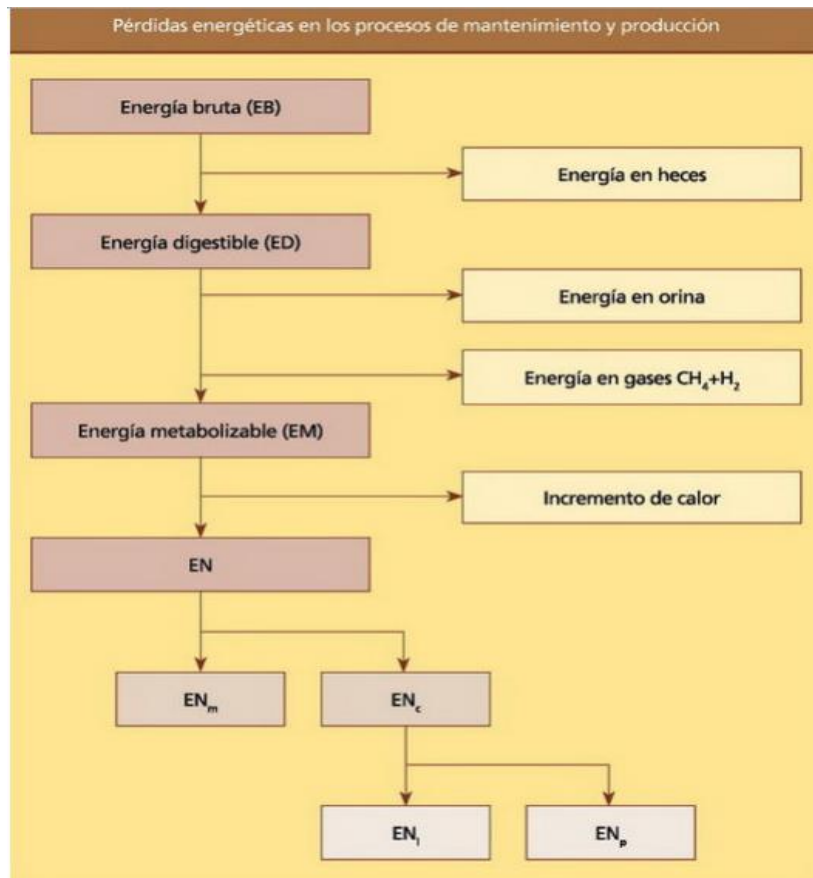 Pérdidas energéticas en los procesos de mantenimiento y producción
Energía bruta (EB)
Energía en heces
Energía digestible (ED)
Energía en orina
Energía en gases CH₄+H₂
Energía metabolizable (EM)
Incremento de calor
EN
ENₘ
EN_c
ENₗ
ENₚ